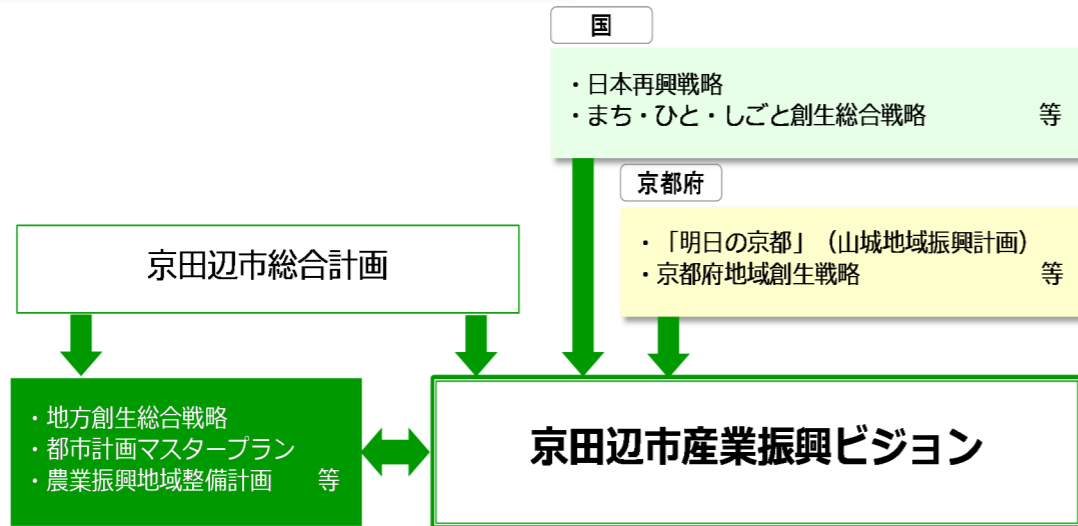 国
・日本再興戦略
・まち・ひと・しごと創生総合戦略 等
京都府
・「明日の京都」（山城地域振興計画）
・京都府地域創生戦略 等
京田辺市総合計画
・地方創生総合戦略
・都市計画マスタープラン
・農業振興地域整備計画 等
京田辺市産業振興ビジョン